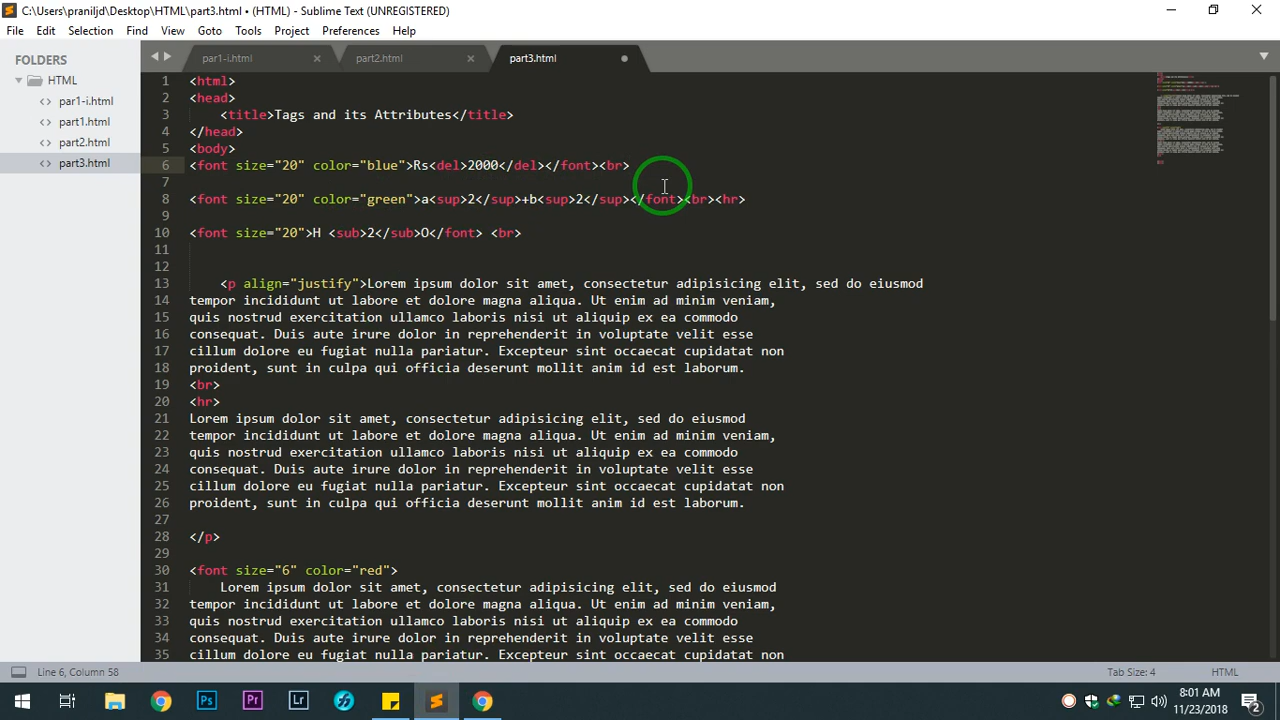 C:\Users\praniljd\Desktop\HTML\part3.html • (HTML) - Sublime Text (UNREGISTERED)
File Edit Selection Find View Goto Tools Project Preferences Help
FOLDERS
HTML
par1-i.html
part1.html
part2.html
part3.html
par1-i.html part2.html part3.html
1 <html>
2 <head>
3 <title>Tags and its Attributes</title>
4 </head>
5 <body>
6 <font size="20" color="blue">Rs<del>2000</del></font><br>
7
8 <font size="20" color="green">a<sup>2</sup>+b<sup>2</sup></font><br><hr>
9
10 <font size="20">H <sub>2</sub>O</font> <br>
11
12
13 <p align="justify">Lorem ipsum dolor sit amet, consectetur adipisicing elit, sed do eiusmod
14 tempor incididunt ut labore et dolore magna aliqua. Ut enim ad minim veniam,
15 quis nostrud exercitation ullamco laboris nisi ut aliquip ex ea commodo
16 consequat. Duis aute irure dolor in reprehenderit in voluptate velit esse
17 cillum dolore eu fugiat nulla pariatur. Excepteur sint occaecat cupidatat non
18 proident, sunt in culpa qui officia deserunt mollit anim id est laborum.
19 <br>
20 <hr>
21 Lorem ipsum dolor sit amet, consectetur adipisicing elit, sed do eiusmod
22 tempor incididunt ut labore et dolore magna aliqua. Ut enim ad minim veniam,
23 quis nostrud exercitation ullamco laboris nisi ut aliquip ex ea commodo
24 consequat. Duis aute irure dolor in reprehenderit in voluptate velit esse
25 cillum dolore eu fugiat nulla pariatur. Excepteur sint occaecat cupidatat non
26 proident, sunt in culpa qui officia deserunt mollit anim id est laborum.
27
28 </p>
29
30 <font size="6" color="red">
31 Lorem ipsum dolor sit amet, consectetur adipisicing elit, sed do eiusmod
32 tempor incididunt ut labore et dolore magna aliqua. Ut enim ad minim veniam,
33 quis nostrud exercitation ullamco laboris nisi ut aliquip ex ea commodo
34 consequat. Duis aute irure dolor in reprehenderit in voluptate velit esse
35 cillum dolore eu fugiat nulla pariatur. Excepteur sint occaecat cupidatat non
Line 6, Column 58 Tab Size: 4 HTML
Ps Pr Lr
8:01 AM
11/23/2018
2